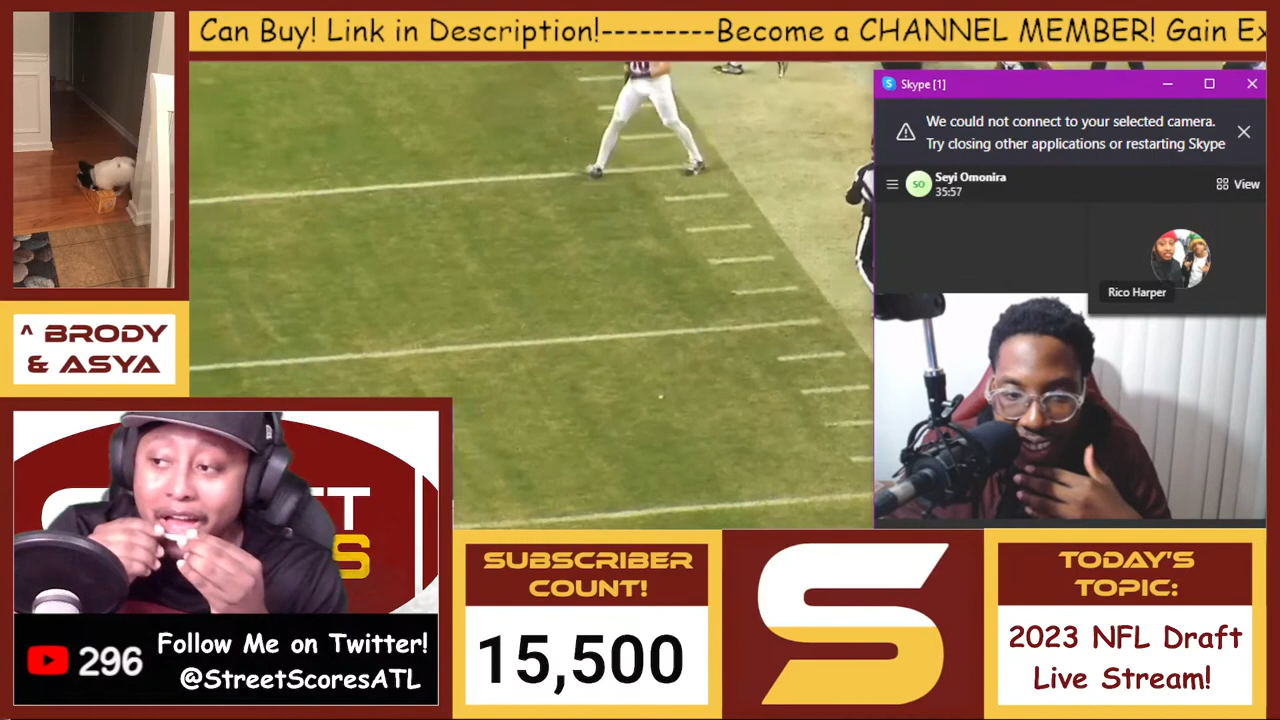 Can Buy! Link in Description!---------Become a CHANNEL MEMBER! Gain Ex
Skype [1]
We could not connect to your selected camera.
Try closing other applications or restarting Skype
SO
Seyi Omonira
35:57
View
Rico Harper
^ BRODY
& ASYA
296
Follow Me on Twitter!
@StreetScoresATL
SUBSCRIBER
COUNT!
15,500
S
TODAY'S
TOPIC:
2023 NFL Draft
Live Stream!